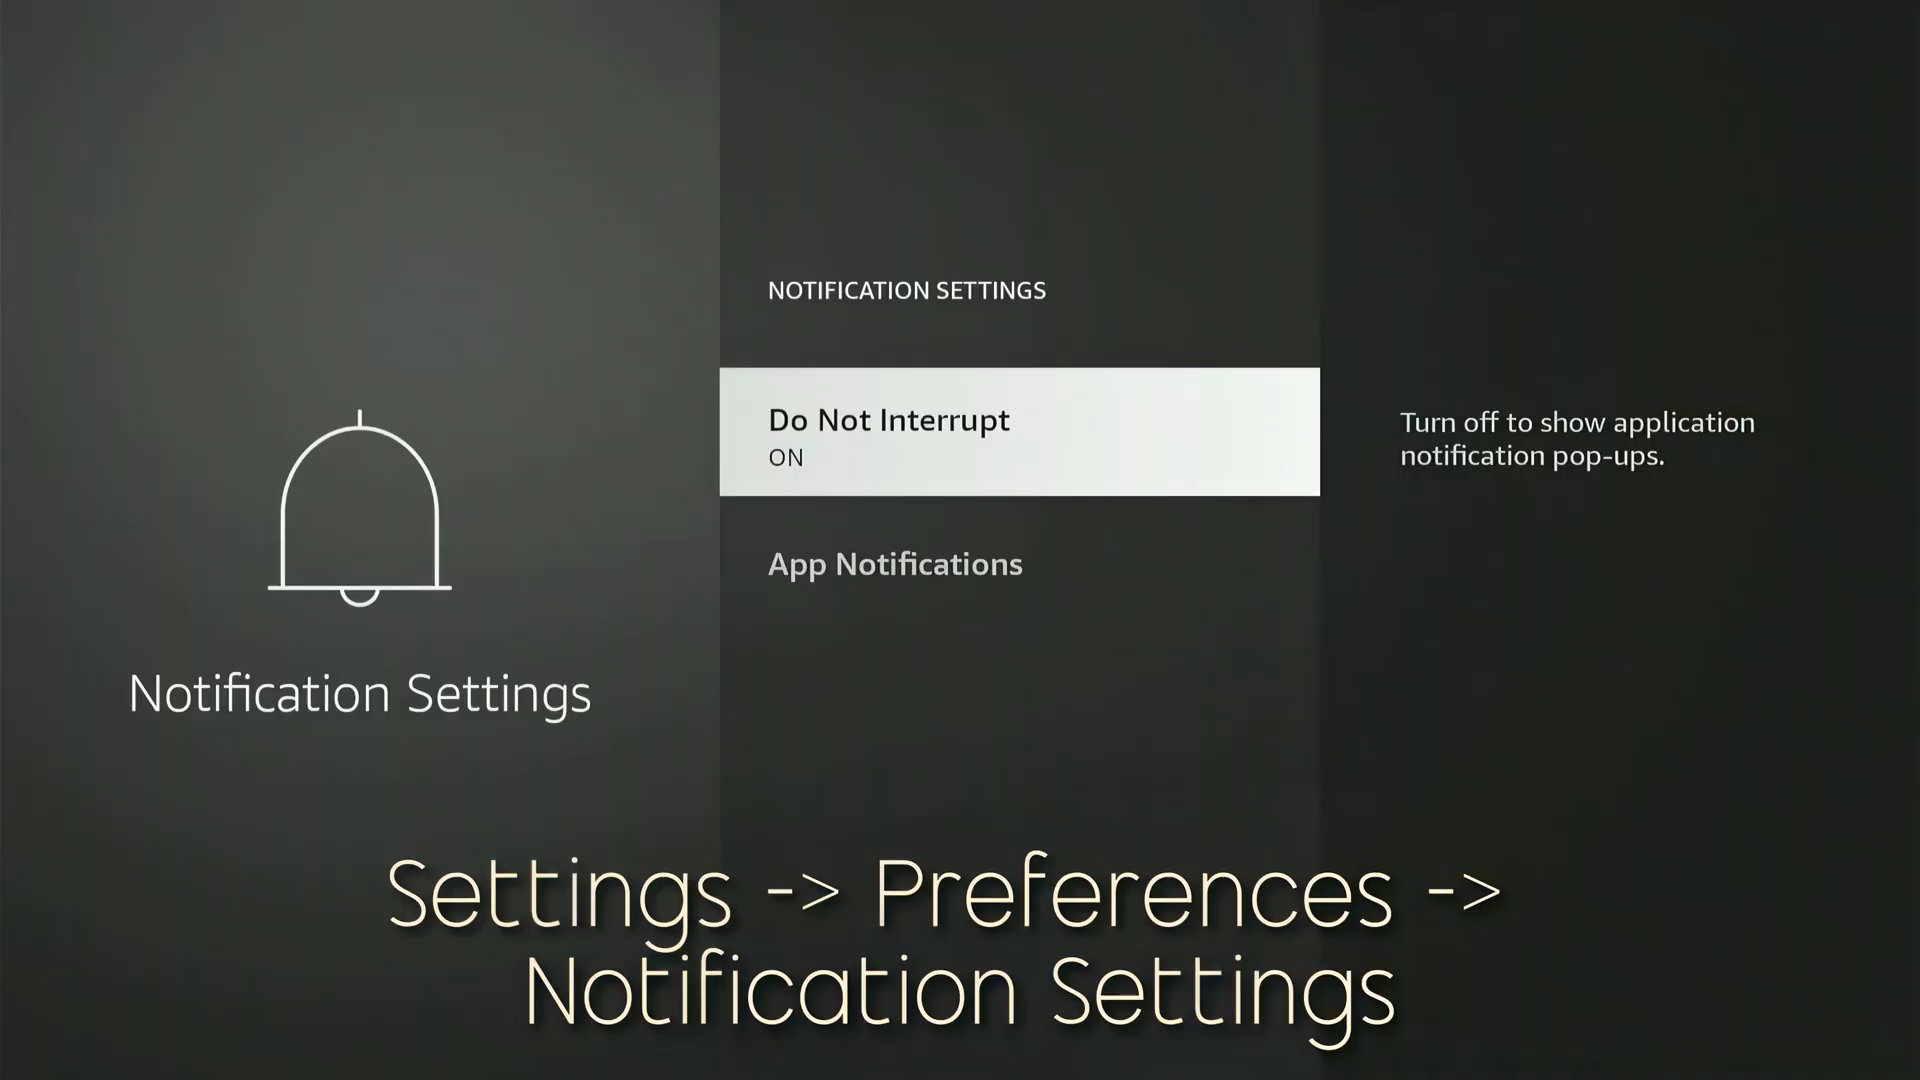 NOTIFICATION SETTINGS
Do Not Interrupt
ON
Turn off to show application
notification pop-ups.
App Notifications
Notification Settings
Settings -> Preferences ->
Notification Settings